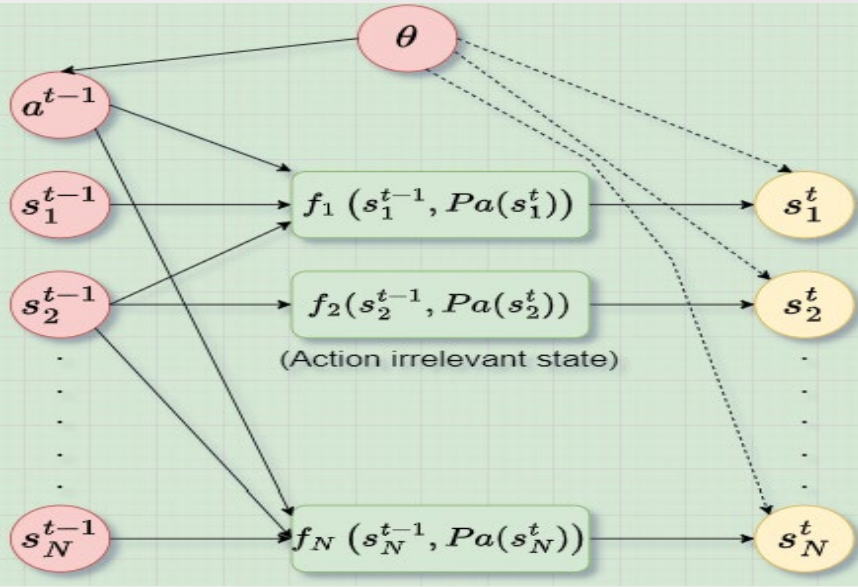 θ
a^{t-1}
s_1^{t-1} f_1 (s_1^{t-1}, Pa(s_1^t)) s_1^t
s_2^{t-1} f_2(s_2^{t-1}, Pa(s_2^t)) s_2^t
(Action irrelevant state)
s_N^{t-1} f_N (s_N^{t-1}, Pa(s_N^t)) s_N^t